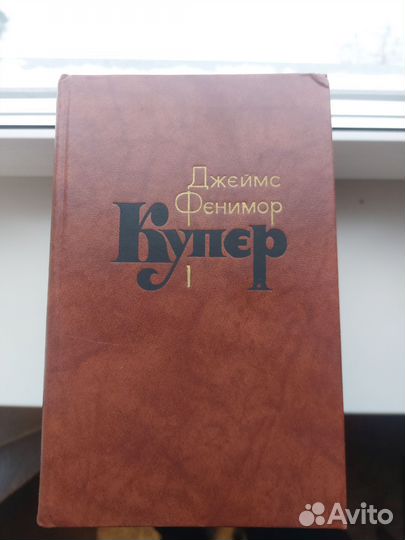 Джеймс
Фенимор
Купер
1
Avito